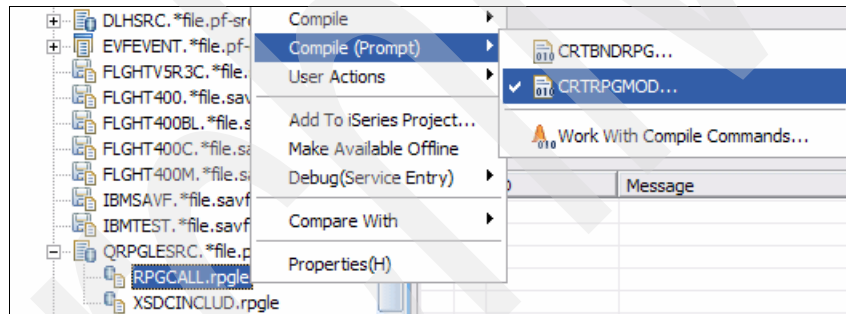 DLHSRC.*file.pf-sr
EVFEVENT.*file.pf-
FLGHTV5R3C.*file.
FLGHT400.*file.sav
FLGHT400BL.*file.s
FLGHT400C.*file.sa
FLGHT400M.*file.sa
IBMSAVF.*file.savf
IBMTEST.*file.savf
QRPGLESRC.*file.p
RPGCALL.rpgle
XSDCINCLUD.rpgle
Compile
Compile (Prompt)
User Actions
Add To iSeries Project...
Make Available Offline
Debug(Service Entry)
Compare With
Properties(H)
CRTBNDRPG...
CRTRPGMOD...
Work With Compile Commands...
Message